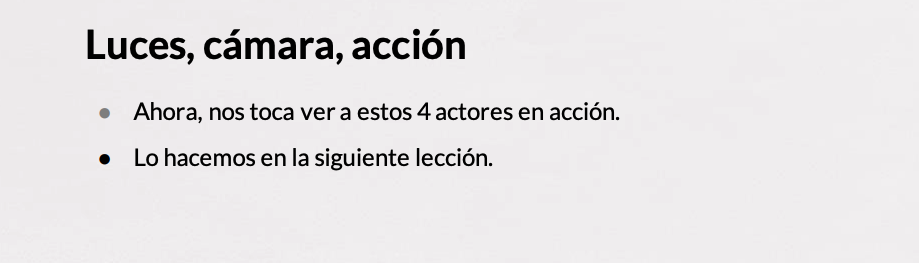 Luces, cámara, acción
● Ahora, nos toca ver a estos 4 actores en acción.
● Lo hacemos en la siguiente lección.